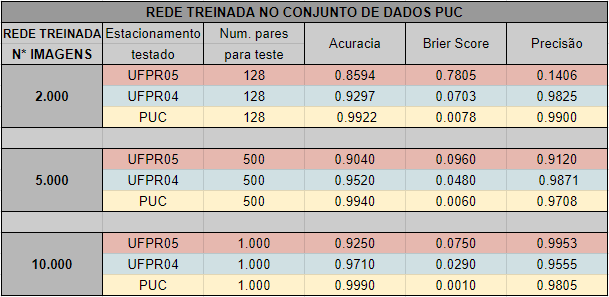 REDE TREINADA NO CONJUNTO DE DADOS PUC
REDE TREINADA N* IMAGENS Estacionamento testado Num. pares para teste Acuracia Brier Score Precisão
2.000
UFPR05 128 0.8594 0.7805 0.1406
UFPR04 128 0.9297 0.0703 0.9825
PUC 128 0.9922 0.0078 0.9900
5.000
UFPR05 500 0.9040 0.0960 0.9120
UFPR04 500 0.9520 0.0480 0.9871
PUC 500 0.9940 0.0060 0.9708
10.000
UFPR05 1.000 0.9250 0.0750 0.9953
UFPR04 1.000 0.9710 0.0290 0.9555
PUC 1.000 0.9990 0.0010 0.9805